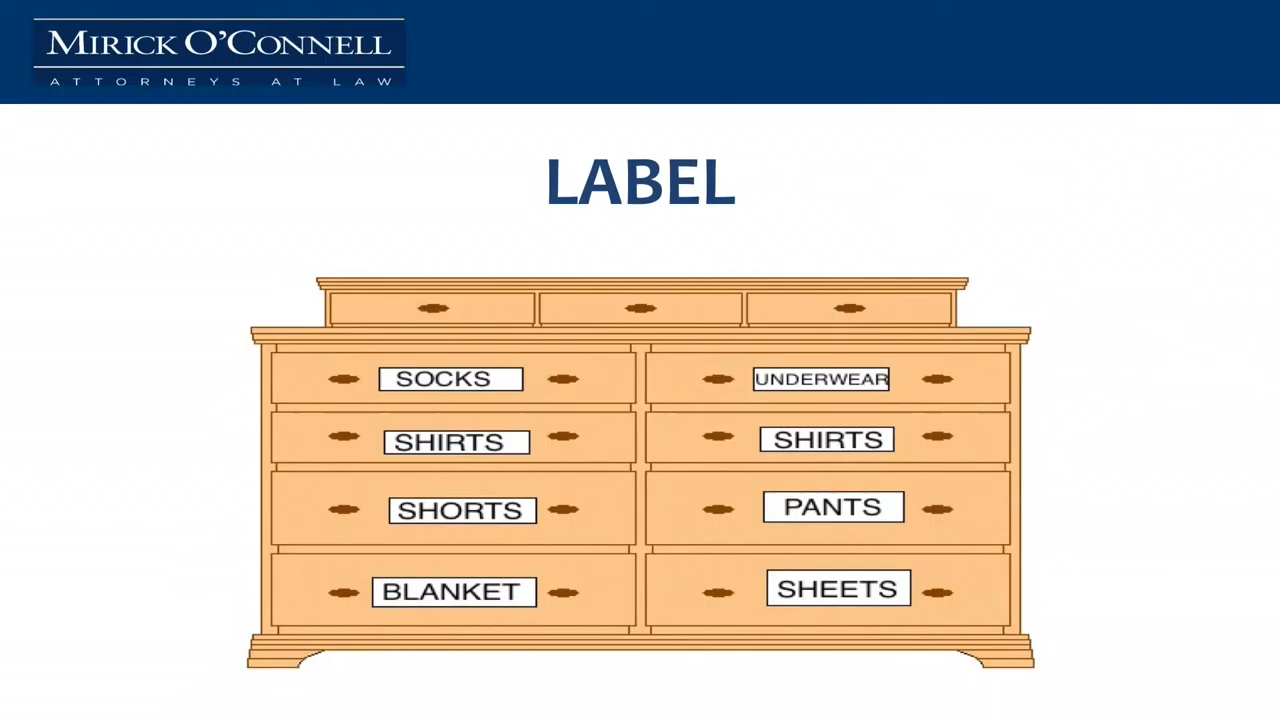 MIRICK O'CONNELL
ATTORNEYS AT LAW
LABEL
SOCKS
UNDERWEAR
SHIRTS
SHIRTS
SHORTS
PANTS
BLANKET
SHEETS